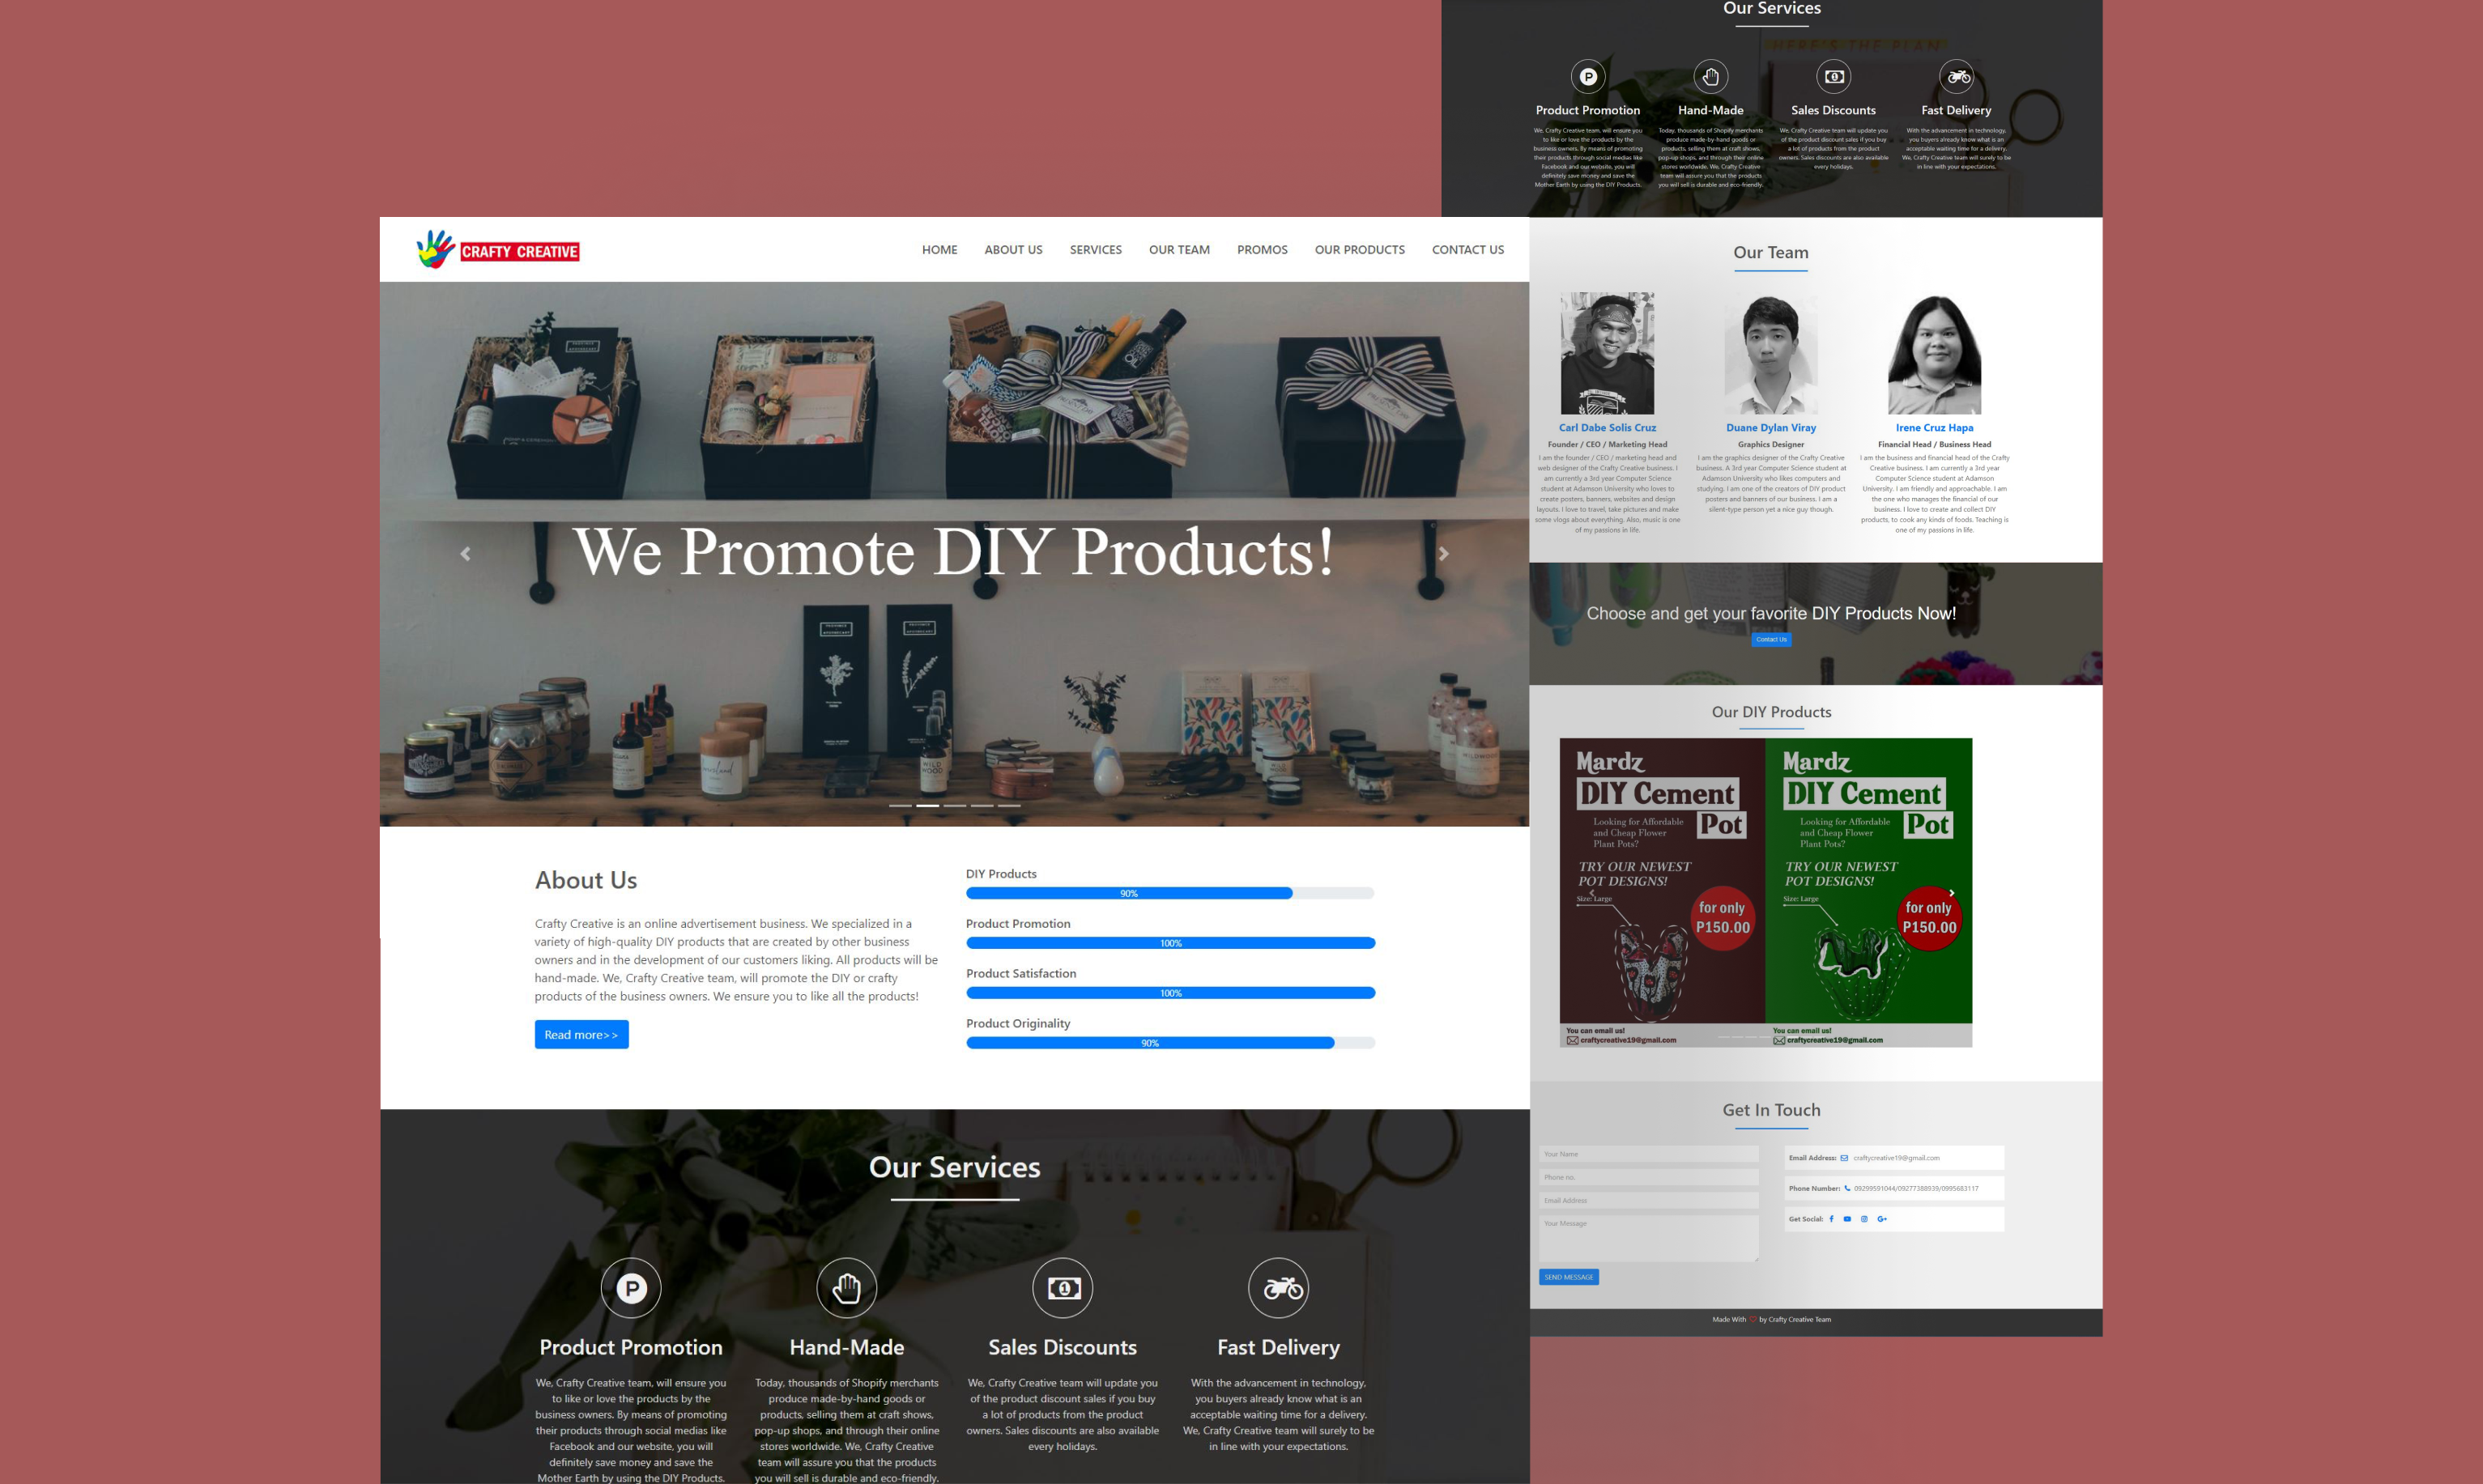 CRAFTY CREATIVE
HOME ABOUT US SERVICES OUR TEAM PROMOS OUR PRODUCTS CONTACT US
We Promote DIY Products!
WILD
WOOD
About Us
Crafty Creative is an online advertisement business. We specialized in a
variety of high-quality DIY products that are created by other business
owners and in the development of our customers liking. All products will be
hand-made. We, Crafty Creative team, will promote the DIY or crafty
products of the business owners. We ensure you to like all the products!
Read more>>
DIY Products
90%
Product Promotion
100%
Product Satisfaction
100%
Product Originality
90%
Our Services
Product Promotion
We, Crafty Creative team, will ensure you
to like or love the products by the
business owners. By means of promoting
their products through social medias like
Facebook and our website, you will
definitely save money and save the
Mother Earth by using the DIY Products.
Hand-Made
Today, thousands of Shopify merchants
produce made-by-hand goods or
products, selling them at craft shows,
pop-up shops, and through their online
stores worldwide. We, Crafty Creative
team will assure you that the products
you will sell is durable and eco-friendly.
Sales Discounts
We, Crafty Creative team will update you
of the product discount sales if you buy
a lot of products from the product
owners. Sales discounts are also available
every holidays.
Fast Delivery
With the advancement in technology,
you buyers already know what is an
acceptable waiting time for a delivery.
We, Crafty Creative team will surely to be
in line with your expectations.
Our Services
HERE'S THE PLAN
Product Promotion
We, Crafty Creative team, will ensure you
to like or love the products by the
business owners. By means of promoting
their products through social medias like
Facebook and our website, you will
definitely save money and save the
Mother Earth by using the DIY Products.
Hand-Made
Today, thousands of Shopify merchants
produce made-by-hand goods or
products, selling them at craft shows,
pop-up shops, and through their online
stores worldwide. We, Crafty Creative
team will assure you that the products
you will sell is durable and eco-friendly.
Sales Discounts
We, Crafty Creative team will update you
of the product discount sales if you buy
a lot of products from the product
owners. Sales discounts are also available
every holidays.
Fast Delivery
With the advancement in technology,
you buyers already know what is an
acceptable waiting time for a delivery.
We, Crafty Creative team will surely to be
in line with your expectations.
Our Team
Carl Dabe Solis Cruz
Founder / CEO / Marketing Head
I am the founder / CEO / marketing head and
web designer of the Crafty Creative business. I
am currently a 3rd year Computer Science
student at Adamson University who loves to
create posters, banners, websites and design
layouts. I love to travel, take pictures and make
some vlogs about everything. Also, music is one
of my passions in life.
Duane Dylan Viray
Graphics Designer
I am the graphics designer of the Crafty Creative
business. A 3rd year Computer Science student at
Adamson University who likes computers and
studying. I am one of the creators of DIY product
posters and banners of our business. I am a
silent-type person yet a nice guy though.
Irene Cruz Hapa
Financial Head / Business Head
I am the business and financial head of the Crafty
Creative business. I am currently a 3rd year
Computer Science student at Adamson
University. I am friendly and approachable. I am
the one who manages the financial of our
business. I love to create and collect DIY
products, to cook any kinds of foods. Teaching is
one of my passions in life.
Choose and get your favorite DIY Products Now!
Contact Us
Our DIY Products
Mardz
DIY Cement
Pot
Looking for Affordable
and Cheap Flower
Plant Pots?
TRY OUR NEWEST
POT DESIGNS!
Size: Large
for only
P150.00
You can email us!
craftycreative19@gmail.com
Mardz
DIY Cement
Pot
Looking for Affordable
and Cheap Flower
Plant Pots?
TRY OUR NEWEST
POT DESIGNS!
Size: Large
for only
P150.00
You can email us!
craftycreative19@gmail.com
Get In Touch
Your Name
Phone no.
Email Address
Your Message
SEND MESSAGE
Email Address: craftycreative19@gmail.com
Phone Number: 09299591044/09277388939/0995683117
Get Social:
Made With by Crafty Creative Team